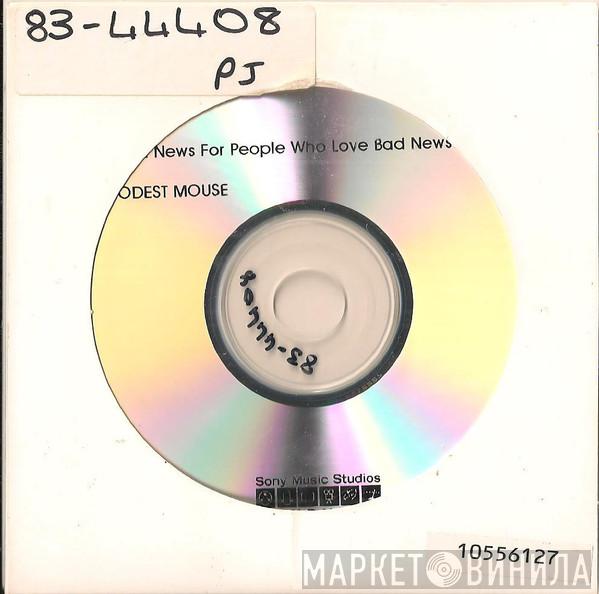 83-44408
PJ
News For People Who Love Bad News
ODEST MOUSE
83-44408
Sony Music Studios
10556127
МАРКЕТ ВИНИЛА